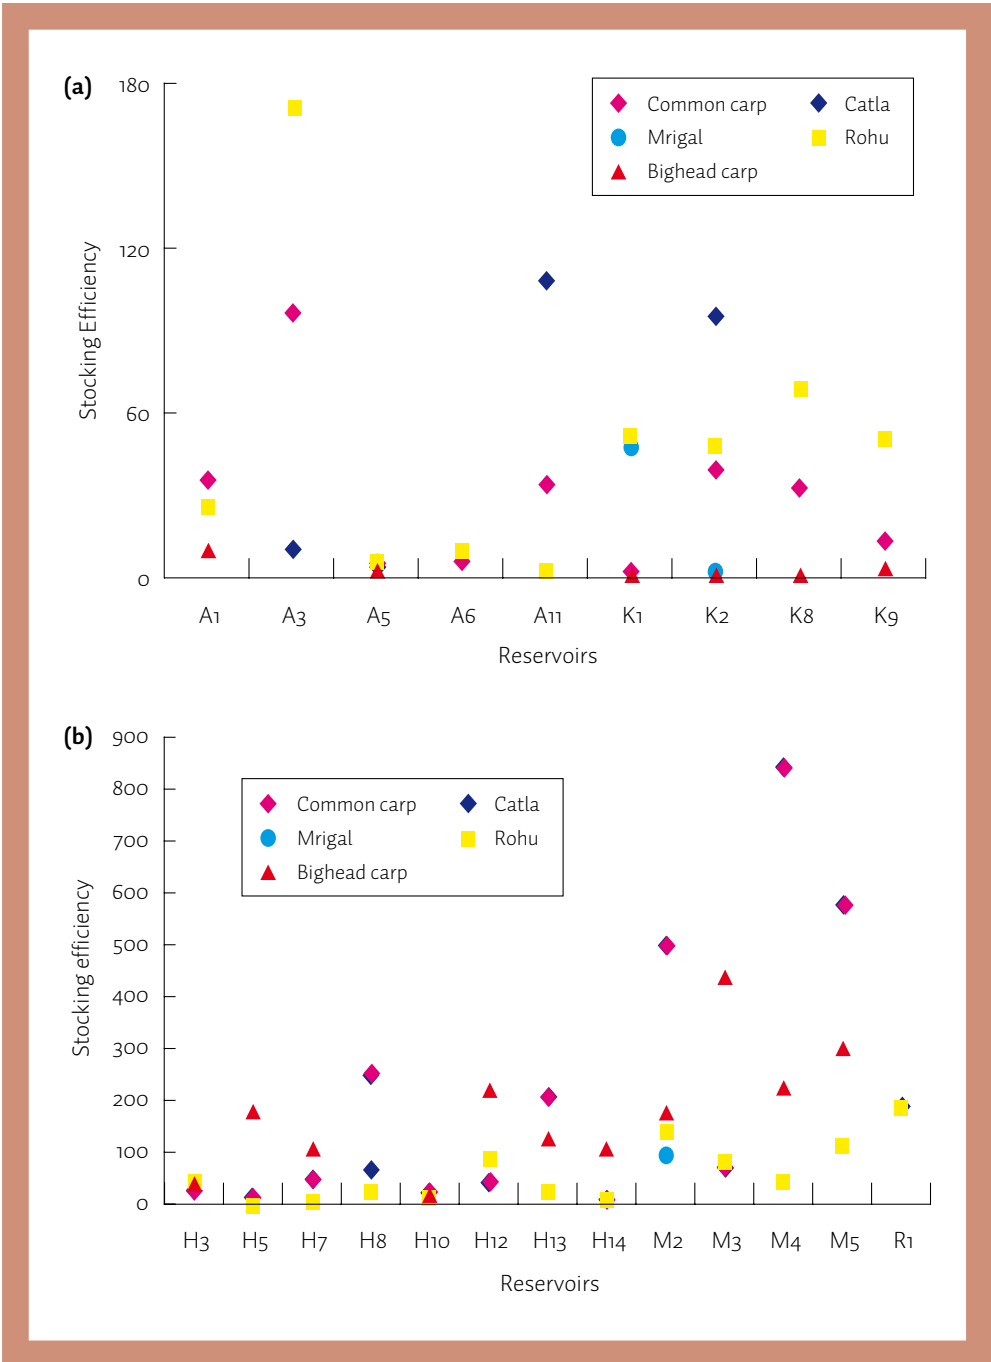 (a)
180
120
60
0
Stocking Efficiency
Common carp Catla
Mrigal Rohu
Bighead carp
A1 A3 A5 A6 A11 K1 K2 K8 K9
Reservoirs
(b)
900
800
700
600
500
400
300
200
100
0
Stocking efficiency
Common carp Catla
Mrigal Rohu
Bighead carp
H3 H5 H7 H8 H10 H12 H13 H14 M2 M3 M4 M5 R1
Reservoirs